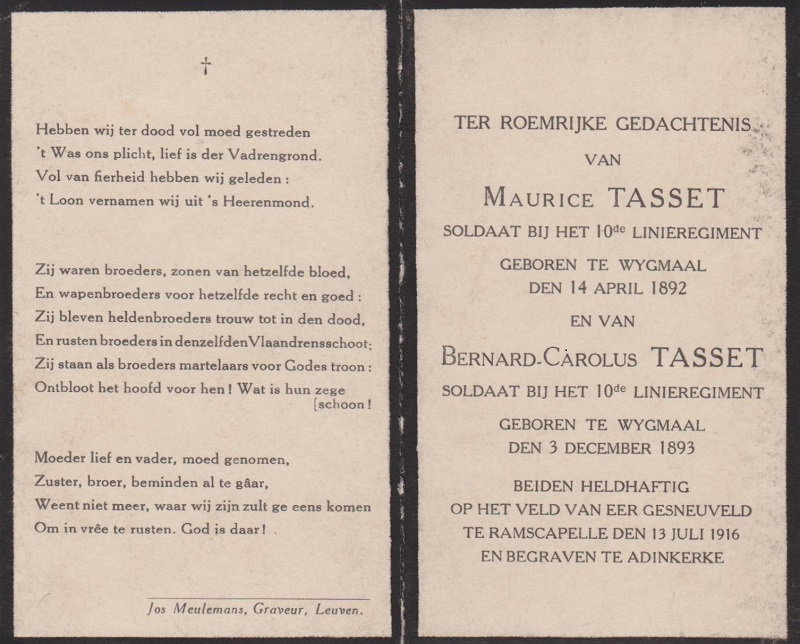 †
Hebben wij ter dood vol moed gestreden
't Was ons plicht, lief is der Vadrengrond.
Vol van fierheid hebben wij geleden :
't Loon vernamen wij uit 's Heerenmond.
Zij waren broeders, zonen van hetzelfde bloed,
En wapenbroeders voor hetzelfde recht en goed :
Zij bleven heldenbroeders trouw tot in den dood,
En rusten broeders in denzelfden Vlaandrensschoot;
Zij staan als broeders martelaars voor Godes troon :
Ontbloot het hoofd voor hen ! Wat is hun zege
[schoon !
Moeder lief en vader, moed genomen,
Zuster, broer, beminden al te gâar,
Weent niet meer, waar wij zijn zult ge eens komen
Om in vrêe te rusten. God is daar !
Jos Meulemans, Graveur, Leuven.
TER ROEMRIJKE GEDACHTENIS
VAN
MAURICE TASSET
SOLDAAT BIJ HET 10de LINIEREGIMENT
GEBOREN TE WYGMAAL
DEN 14 APRIL 1892
EN VAN
BERNARD-CAROLUS TASSET
SOLDAAT BIJ HET 10de LINIEREGIMENT
GEBOREN TE WYGMAAL
DEN 3 DECEMBER 1893
BEIDEN HELDHAFTIG
OP HET VELD VAN EER GESNEUVELD
TE RAMSCAPELLE DEN 13 JULI 1916
EN BEGRAVEN TE ADINKERKE